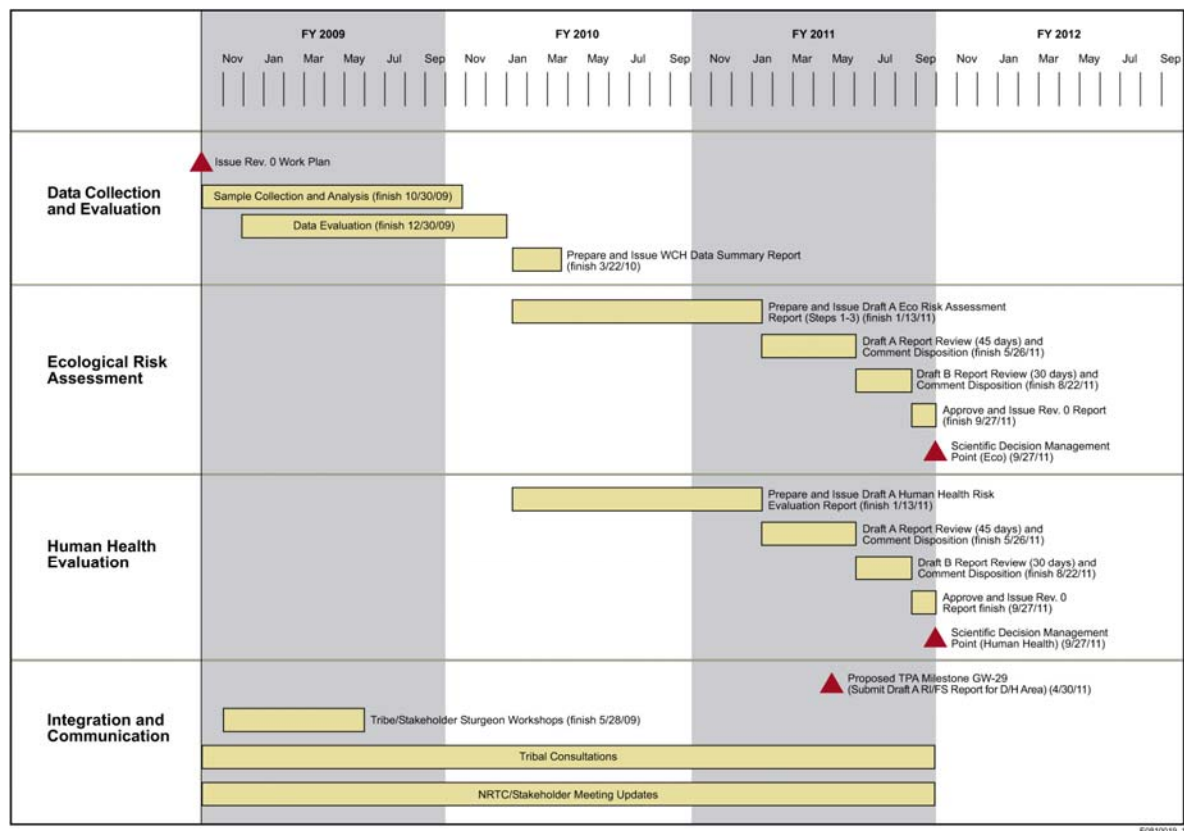 FY 2009
FY 2010
FY 2011
FY 2012
Nov Jan Mar May Jul Sep Nov Jan Mar May Jul Sep Nov Jan Mar May Jul Sep Nov Jan Mar May Jul Sep
Data Collection
and Evaluation
Issue Rev. 0 Work Plan
Sample Collection and Analysis (finish 10/30/09)
Data Evaluation (finish 12/30/09)
Prepare and Issue WCH Data Summary Report
(finish 3/22/10)
Ecological Risk
Assessment
Prepare and Issue Draft A Eco Risk Assessment
Report (Steps 1-3) (finish 1/13/11)
Draft A Report Review (45 days) and
Comment Disposition (finish 5/26/11)
Draft B Report Review (30 days) and
Comment Disposition (finish 8/22/11)
Approve and Issue Rev. 0 Report
(finish 9/27/11)
Scientific Decision Management
Point (Eco) (9/27/11)
Human Health
Evaluation
Prepare and Issue Draft A Human Health Risk
Evaluation Report (finish 1/13/11)
Draft A Report Review (45 days) and
Comment Disposition (finish 5/26/11)
Draft B Report Review (30 days) and
Comment Disposition (finish 8/22/11)
Approve and Issue Rev. 0
Report finish (9/27/11)
Scientific Decision Management
Point (Human Health) (9/27/11)
Integration and
Communication
Proposed TPA Milestone GW-29
(Submit Draft A RI/FS Report for D/H Area) (4/30/11)
Tribe/Stakeholder Sturgeon Workshops (finish 5/28/09)
Tribal Consultations
NRTC/Stakeholder Meeting Updates